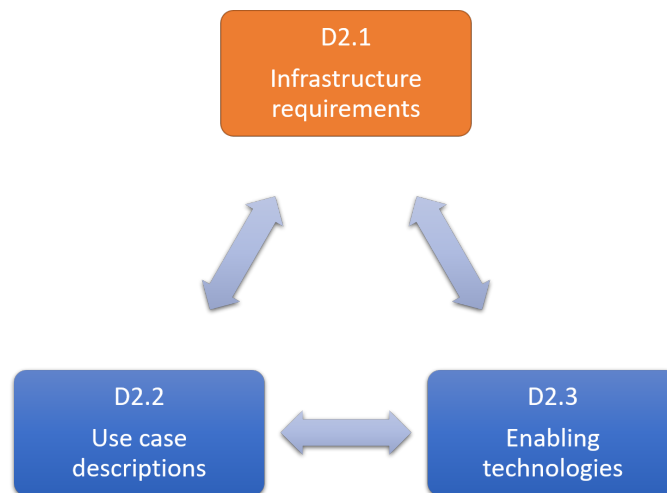 D2.1
Infrastructure
requirements
D2.2
Use case
descriptions
D2.3
Enabling
technologies